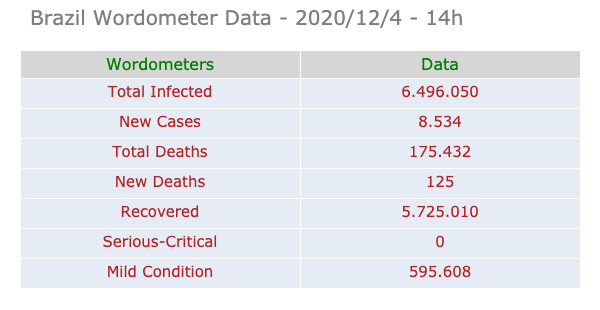 Brazil Wordometer Data - 2020/12/4 - 14h
Wordometers Data
Total Infected 6.496.050
New Cases 8.534
Total Deaths 175.432
New Deaths 125
Recovered 5.725.010
Serious-Critical 0
Mild Condition 595.608